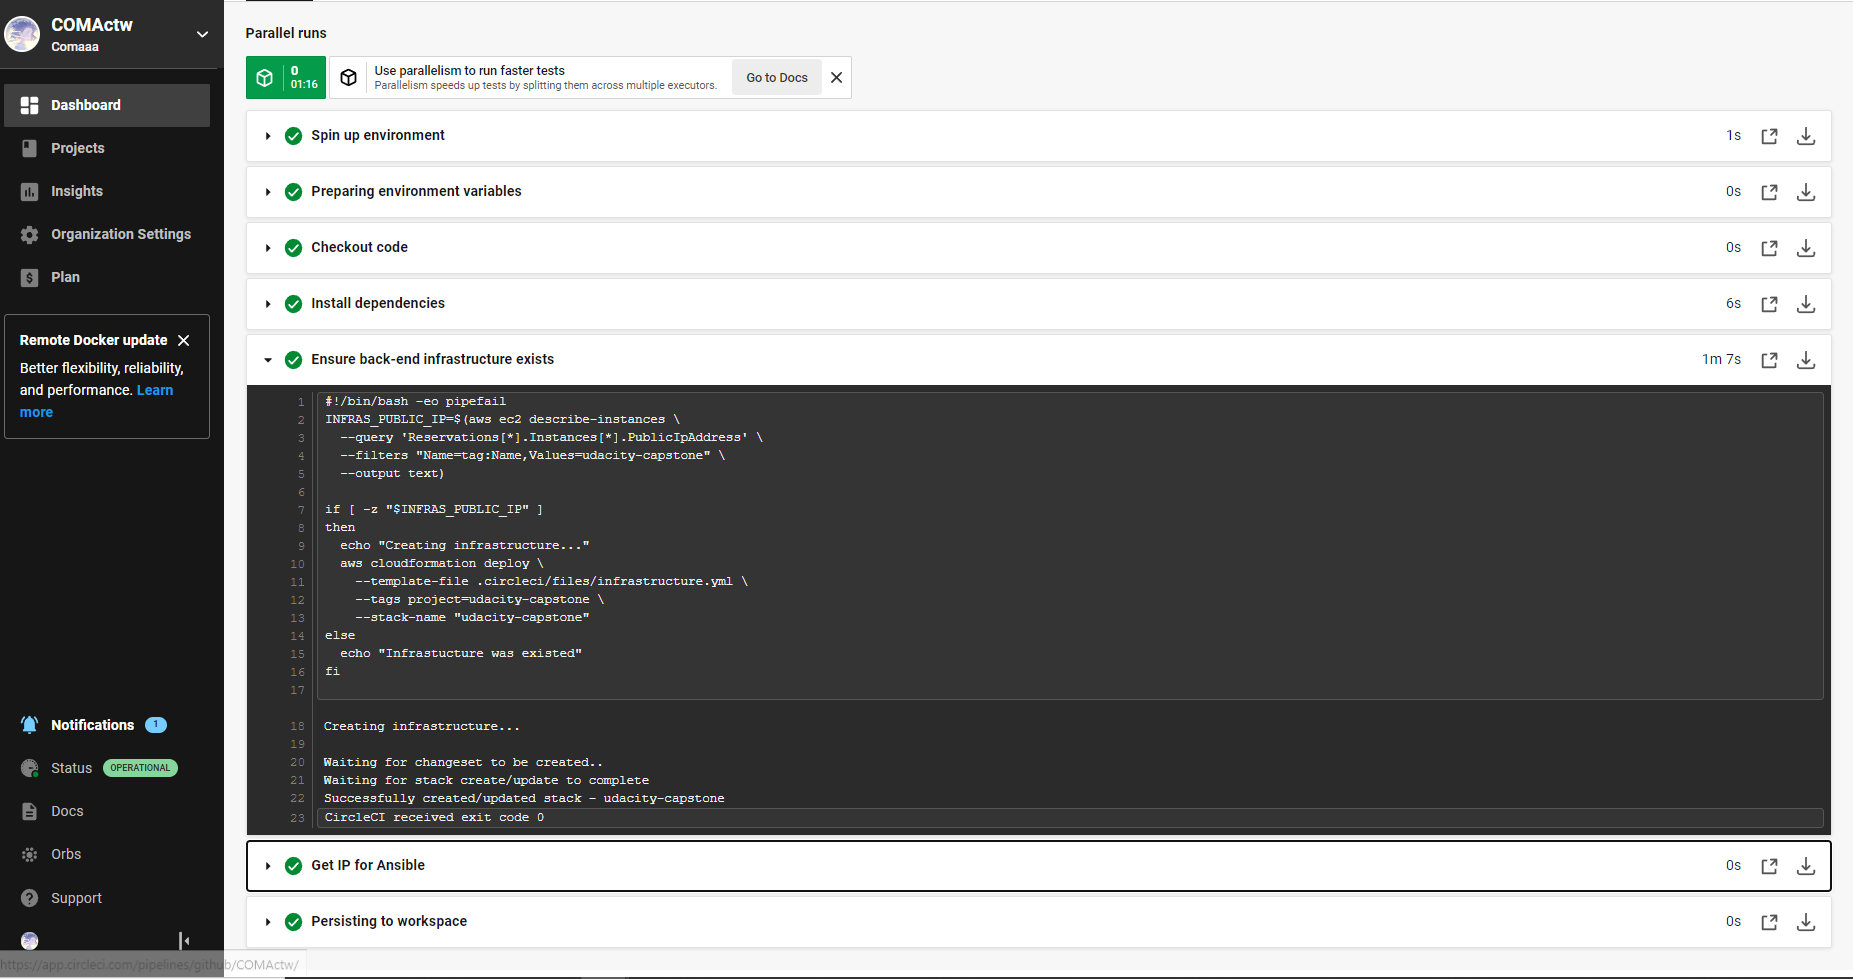 COMActw
Comaaa
Dashboard
Projects
Insights
Organization Settings
Plan
Remote Docker update
Better flexibility, reliability,
and performance. Learn
more
Notifications 1
Status OPERATIONAL
Docs
Orbs
Support
https://app.circleci.com/pipelines/github/COMActw/
Parallel runs
0
01:16
Use parallelism to run faster tests
Parallelism speeds up tests by splitting them across multiple executors.
Go to Docs
Spin up environment 1s
Preparing environment variables 0s
Checkout code 0s
Install dependencies 6s
Ensure back-end infrastructure exists 1m 7s
1 #!/bin/bash -eo pipefail
2 INFRAS_PUBLIC_IP=$(aws ec2 describe-instances \
3 --query 'Reservations[*].Instances[*].PublicIpAddress' \
4 --filters "Name=tag:Name,Values=udacity-capstone" \
5 --output text)
6
7 if [ -z "$INFRAS_PUBLIC_IP" ]
8 then
9 echo "Creating infrastructure..."
10 aws cloudformation deploy \
11 --template-file .circleci/files/infrastructure.yml \
12 --tags project=udacity-capstone \
13 --stack-name "udacity-capstone"
14 else
15 echo "Infrastucture was existed"
16 fi
17
18 Creating infrastructure...
19
20 Waiting for changeset to be created..
21 Waiting for stack create/update to complete
22 Successfully created/updated stack - udacity-capstone
23 CircleCI received exit code 0
Get IP for Ansible 0s
Persisting to workspace 0s